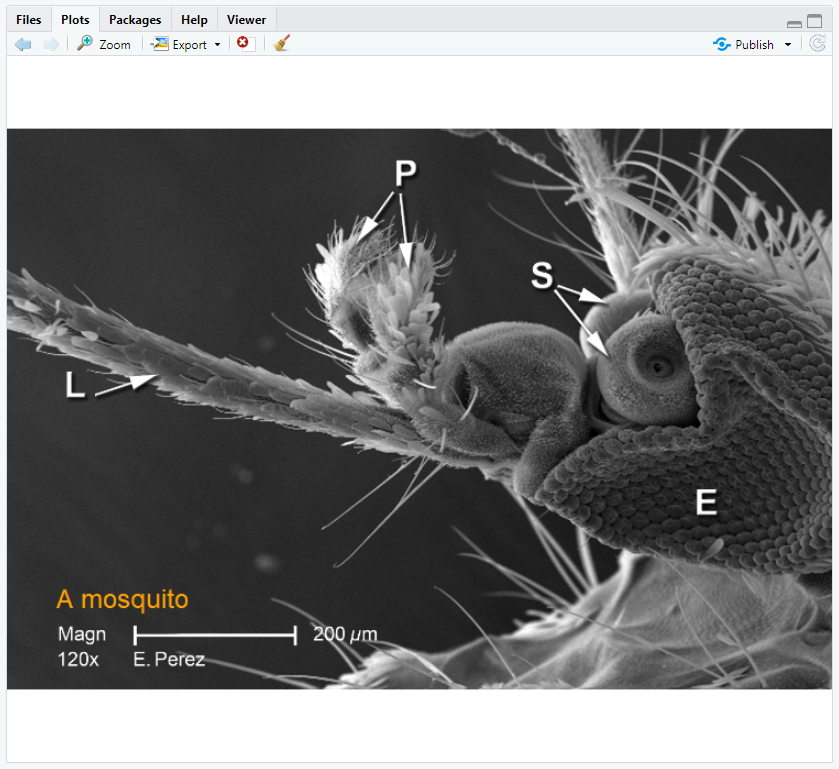 Files Plots Packages Help Viewer
Zoom Export Publish
P
S
L
E
A mosquito
Magn 200 µm
120x E. Perez